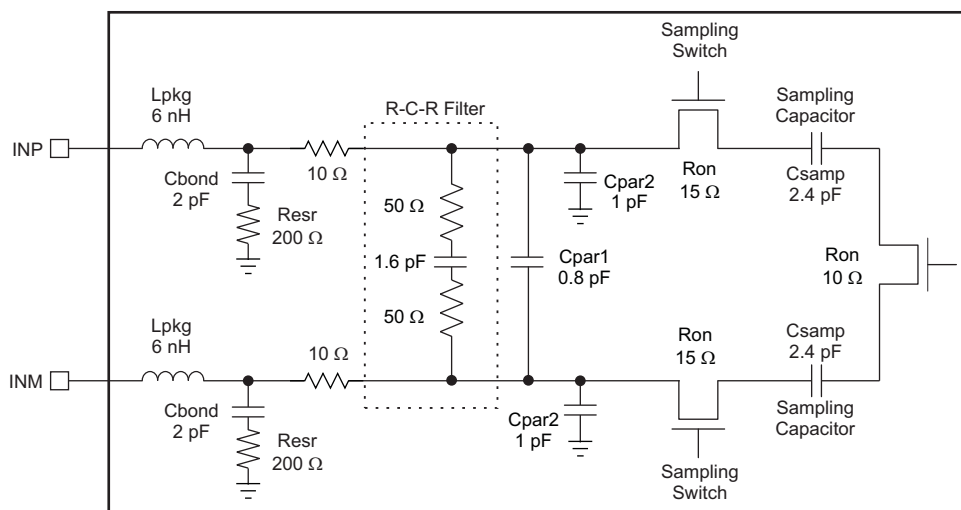 Sampling
Switch
Lpkg
6 nH
R-C-R Filter
Sampling
Capacitor
INP
10 Ω
Cbond
2 pF
Ron
15 Ω
Csamp
2.4 pF
50 Ω
Cpar2
1 pF
Resr
200 Ω
1.6 pF
Cpar1
0.8 pF
Ron
10 Ω
50 Ω
Lpkg
6 nH
Ron
15 Ω
Csamp
2.4 pF
10 Ω
INM
Sampling
Capacitor
Cbond
2 pF
Cpar2
1 pF
Resr
200 Ω
Sampling
Switch